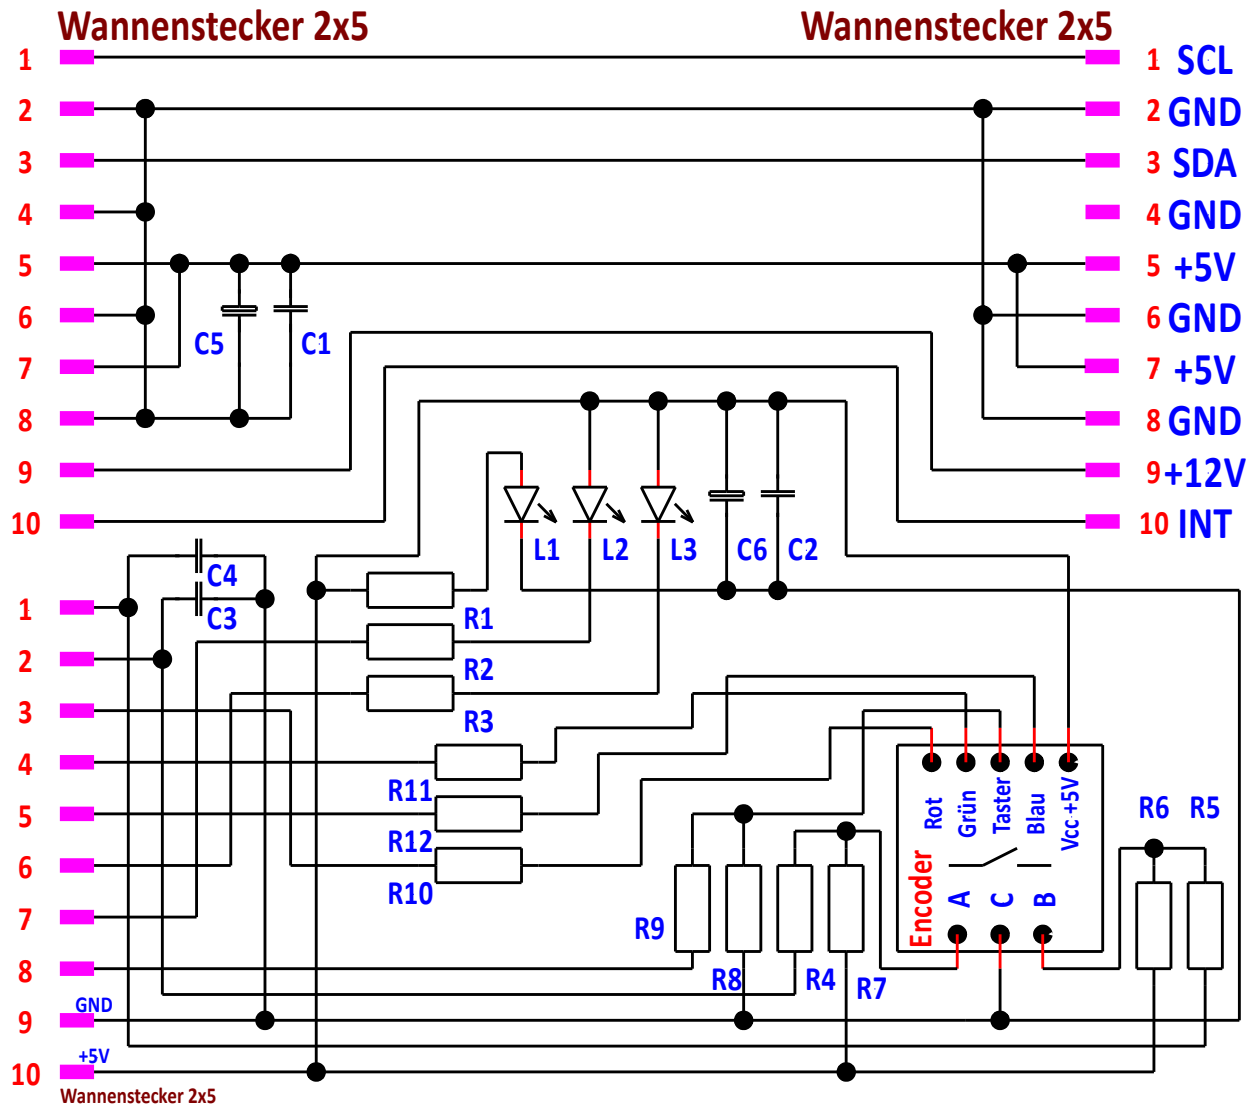 Wannenstecker 2x5 Wannenstecker 2x5
1 1 SCL
2 2 GND
3 3 SDA
4 4 GND
5 5 +5V
6 6 GND
C5 C1
7 7 +5V
8 8 GND
9 9 +12V
10 10 INT
L1 L2 L3 C6 C2
C4
1 C3 R1
2 R2
3 R3
4 R11
5 R12
6 R10
7 R9
8 R8 R4 R7
9 GND
10 +5V
Rot
Grün
Taster
Blau
Vcc +5V
Encoder
A
C
B
R6 R5
Wannenstecker 2x5